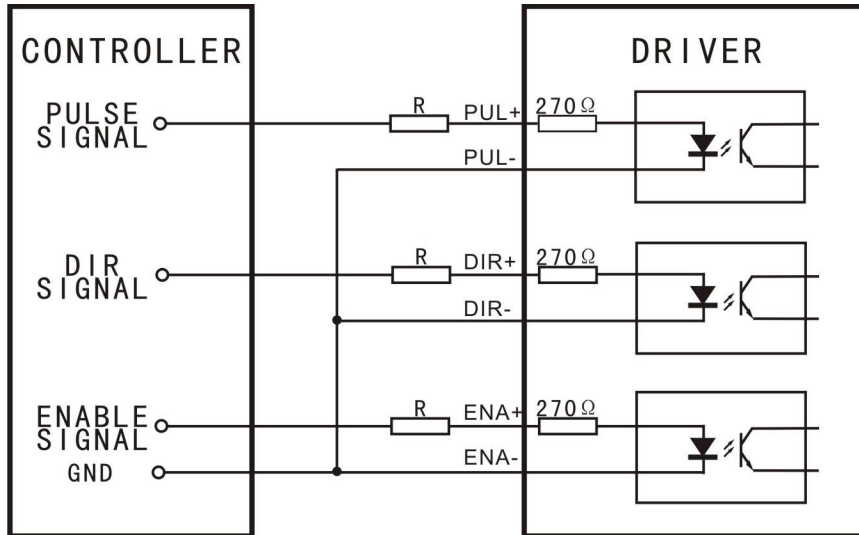 CONTROLLER
DRIVER
PULSE
SIGNAL
R
PUL+
270Ω
PUL-
DIR
SIGNAL
R
DIR+
270Ω
DIR-
ENABLE
SIGNAL
R
ENA+
270Ω
GND
ENA-